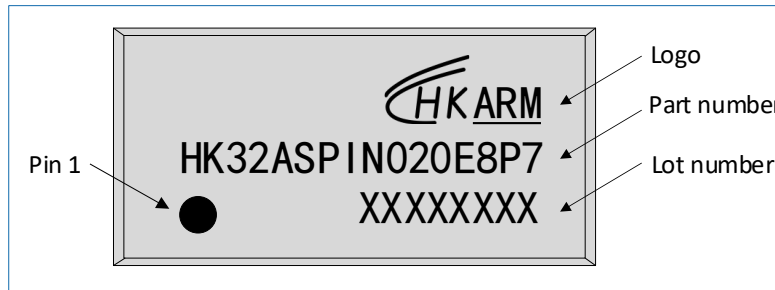 HKARM
Logo
Part number
HK32ASPIN020E8P7
Pin 1
Lot number
XXXXXXXX